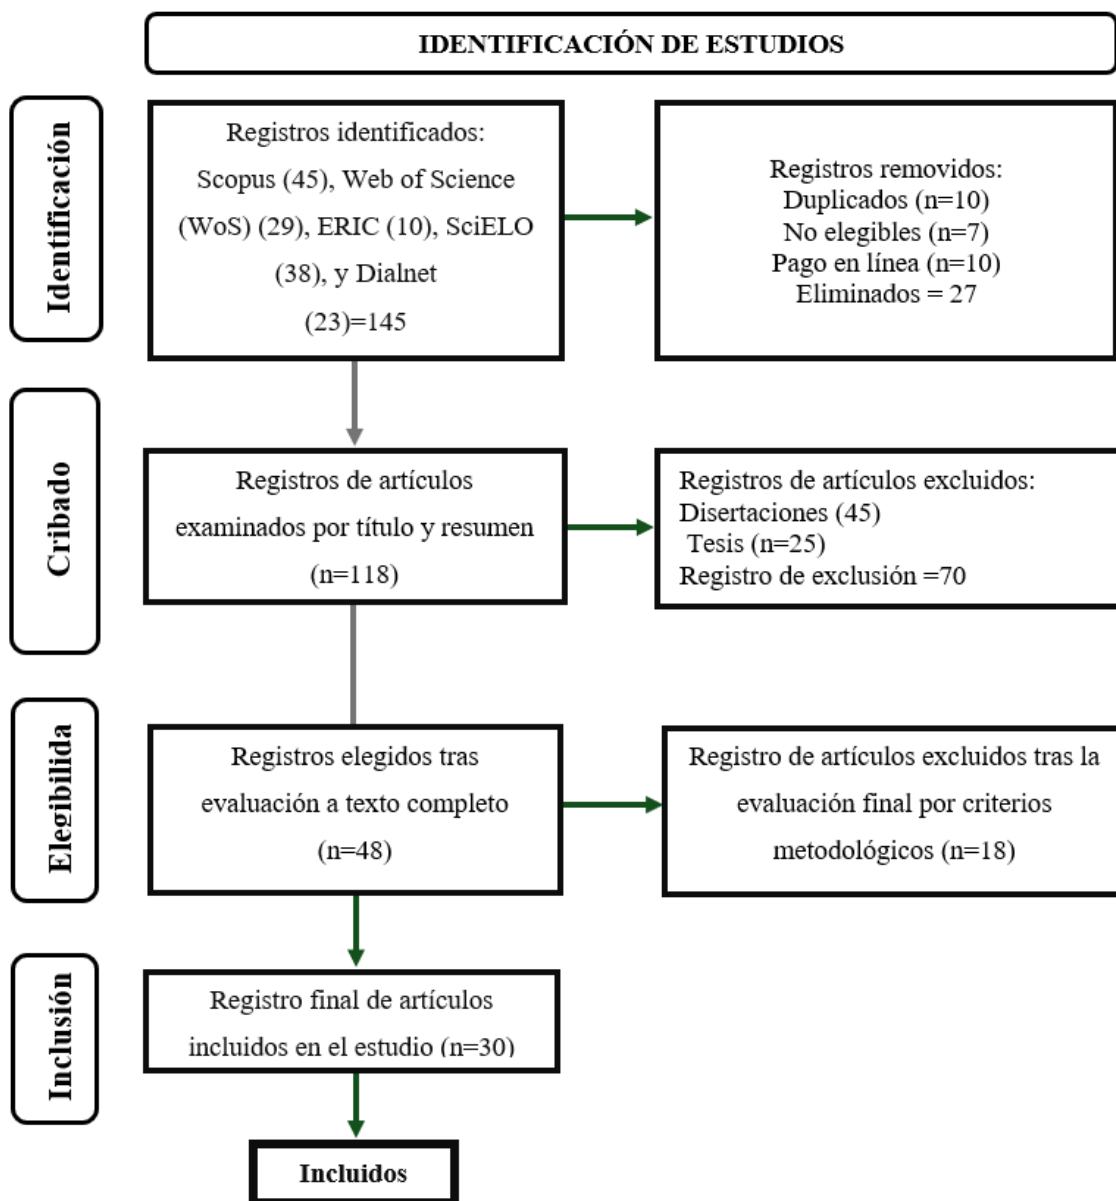 IDENTIFICACIÓN DE ESTUDIOS
Identificación
Registros identificados:
Scopus (45), Web of Science
(WoS) (29), ERIC (10), SciELO
(38), y Dialnet
(23)=145
Registros removidos:
Duplicados (n=10)
No elegibles (n=7)
Pago en línea (n=10)
Eliminados = 27
Cribado
Registros de artículos
examinados por título y resumen
(n=118)
Registros de artículos excluidos:
Disertaciones (45)
Tesis (n=25)
Registro de exclusión =70
Elegibilida
Registros elegidos tras
evaluación a texto completo
(n=48)
Registro de artículos excluidos tras la
evaluación final por criterios
metodológicos (n=18)
Inclusión
Registro final de artículos
incluidos en el estudio (n=30)
Incluidos